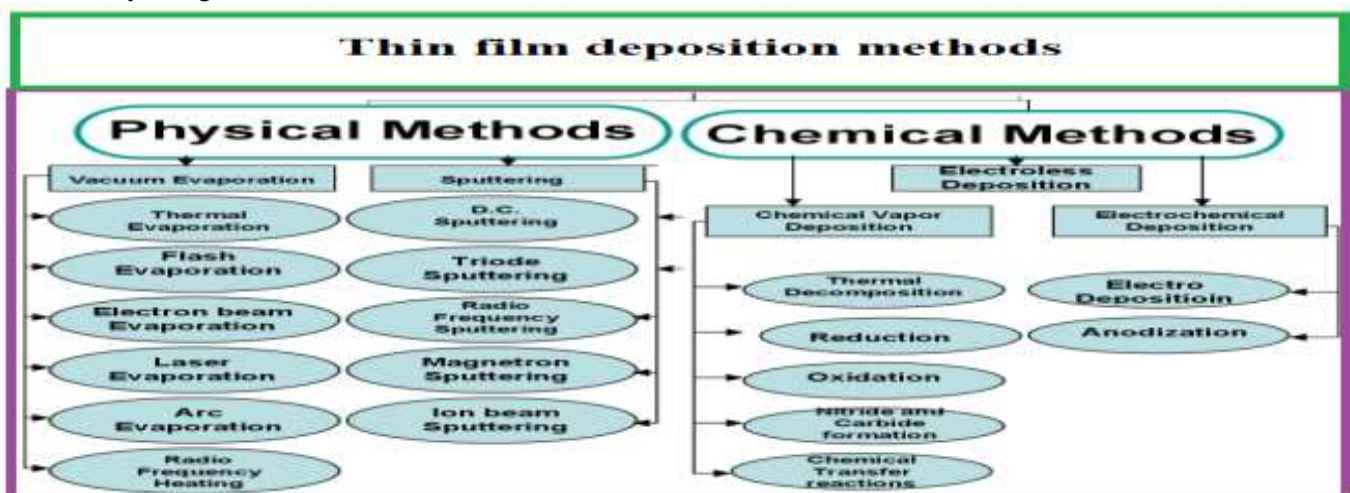 Thin film deposition methods
Physical Methods
Vacuum Evaporation
Thermal
Evaporation
Flash
Evaporation
Electron beam
Evaporation
Laser
Evaporation
Arc
Evaporation
Radio
Frequency
Heating
Sputtering
D.C.
Sputtering
Triode
Sputtering
Radio
Frequency
Sputtering
Magnetron
Sputtering
Ion beam
Sputtering
Chemical Methods
Electroless
Deposition
Chemical Vapor
Deposition
Thermal
Decomposition
Reduction
Oxidation
Nitride and
Carbide
formation
Chemical
Transfer
reactions
Electrochemical
Deposition
Electro
Depositioin
Anodization